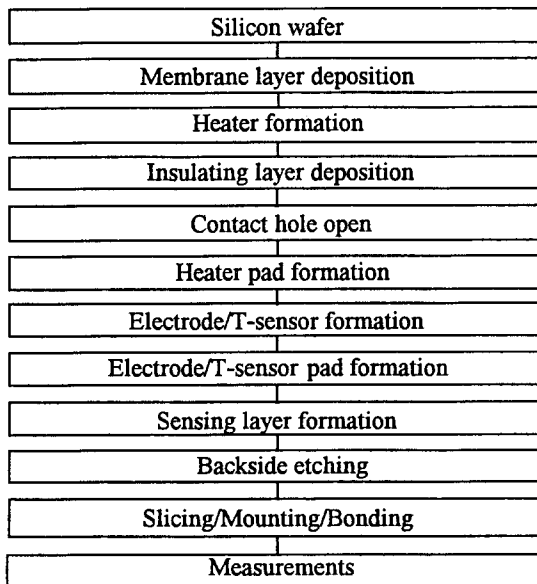 Silicon wafer
Membrane layer deposition
Heater formation
Insulating layer deposition
Contact hole open
Heater pad formation
Electrode/T-sensor formation
Electrode/T-sensor pad formation
Sensing layer formation
Backside etching
Slicing/Mounting/Bonding
Measurements